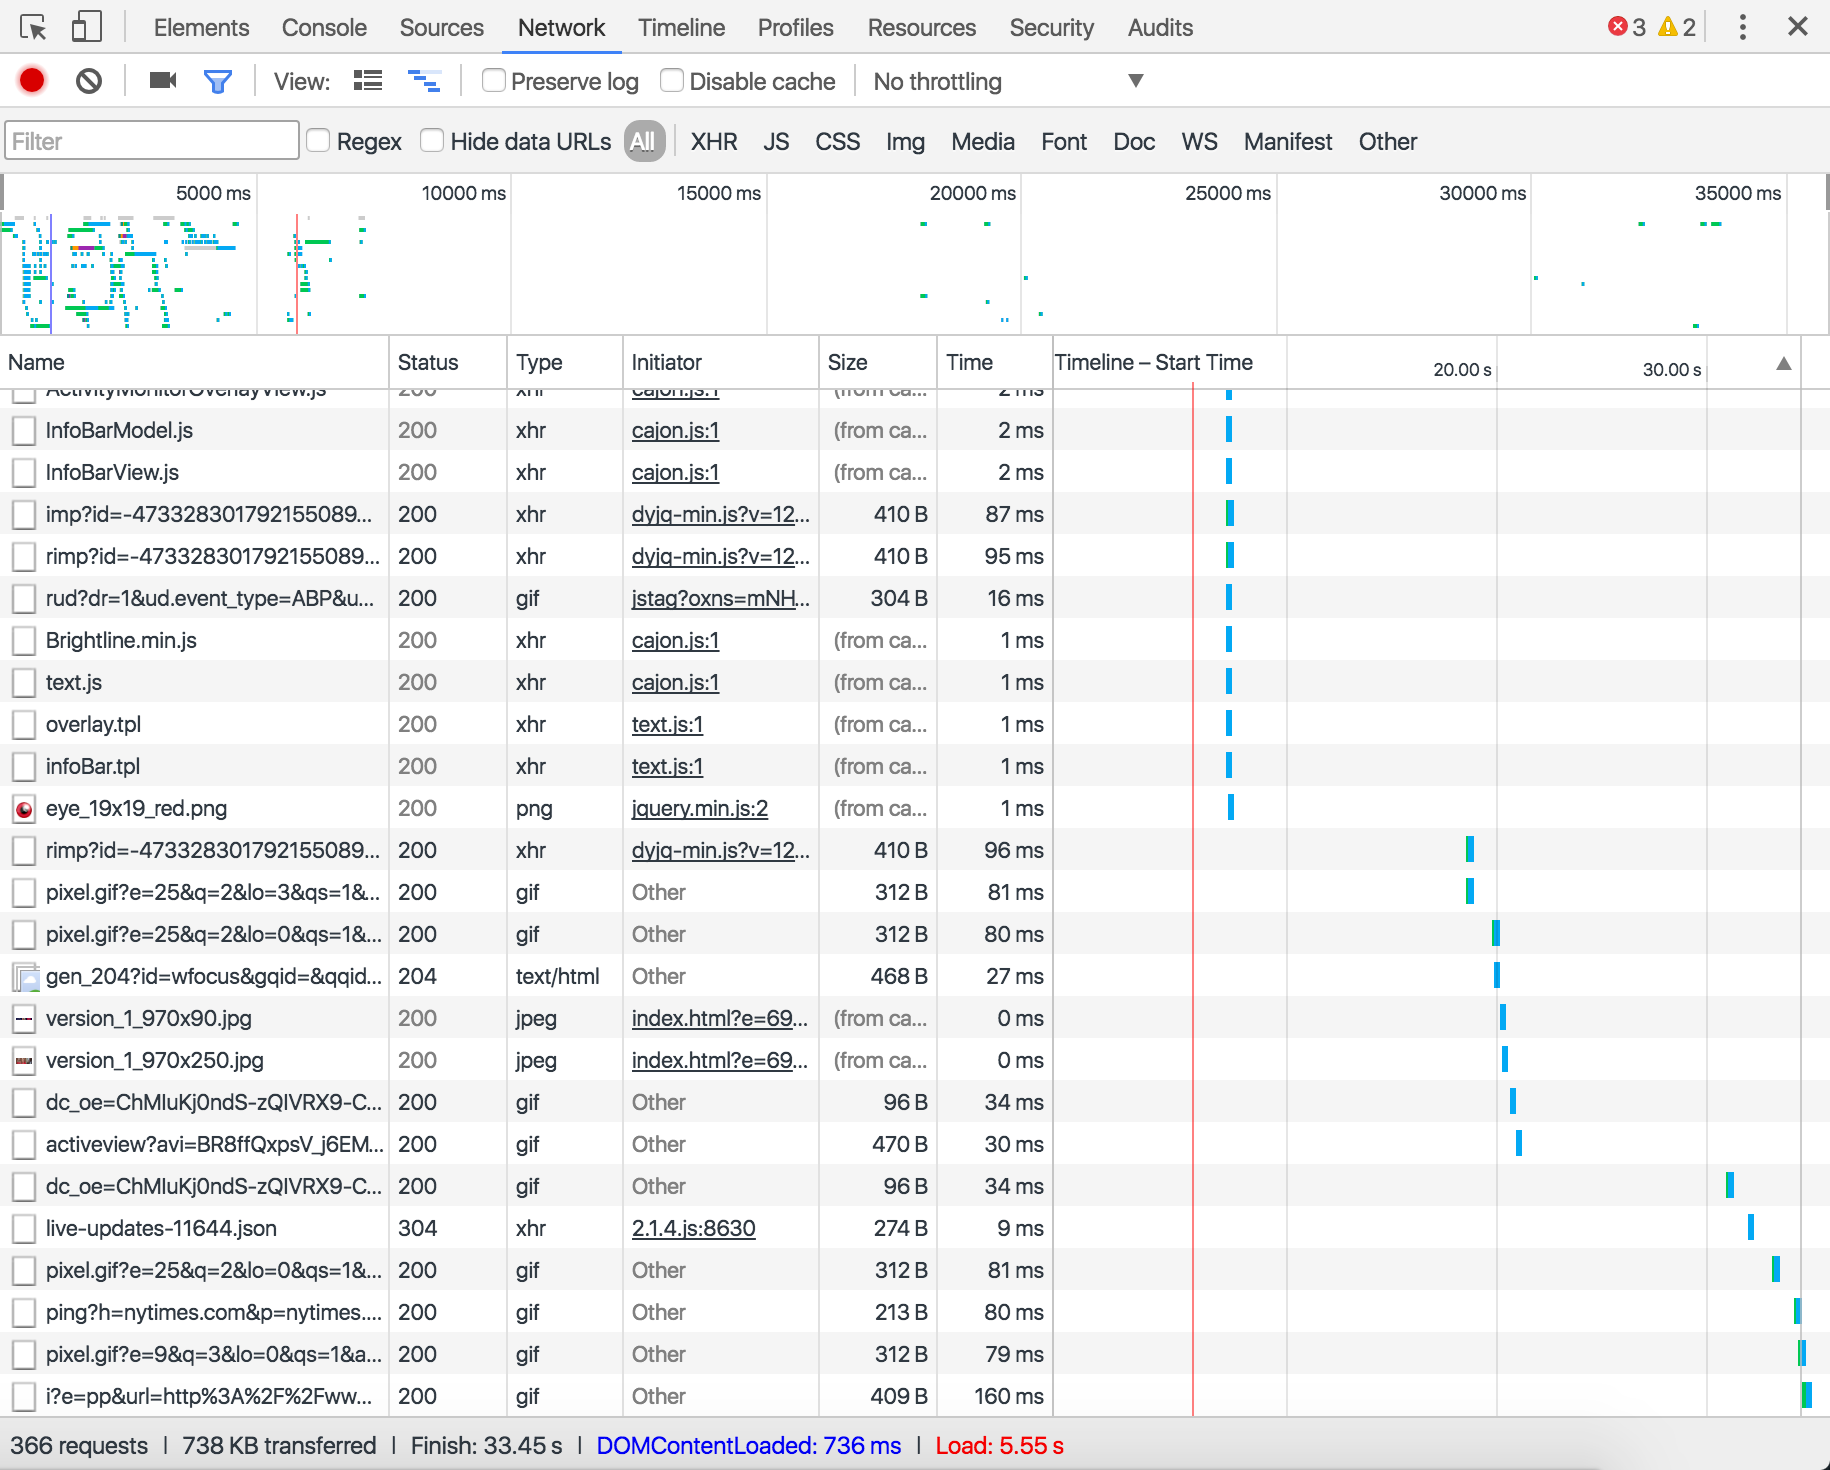 Elements Console Sources Network Timeline Profiles Resources Security Audits 3 2
View: Preserve log Disable cache No throttling
Filter Regex Hide data URLs All XHR JS CSS Img Media Font Doc WS Manifest Other
5000 ms 10000 ms 15000 ms 20000 ms 25000 ms 30000 ms 35000 ms
Name Status Type Initiator Size Time Timeline – Start Time 20.00 s 30.00 s
ActivityMonitorOverlayView.js 200 xhr cajon.js:1 (from ca... 2 ms
InfoBarModel.js 200 xhr cajon.js:1 (from ca... 2 ms
InfoBarView.js 200 xhr cajon.js:1 (from ca... 2 ms
imp?id=-473328301792155089... 200 xhr dyjq-min.js?v=12... 410 B 87 ms
rimp?id=-473328301792155089... 200 xhr dyjq-min.js?v=12... 410 B 95 ms
rud?dr=1&ud.event_type=ABP&u... 200 gif jstag?oxns=mNH... 304 B 16 ms
Brightline.min.js 200 xhr cajon.js:1 (from ca... 1 ms
text.js 200 xhr cajon.js:1 (from ca... 1 ms
overlay.tpl 200 xhr text.js:1 (from ca... 1 ms
infoBar.tpl 200 xhr text.js:1 (from ca... 1 ms
eye_19x19_red.png 200 png jquery.min.js:2 (from ca... 1 ms
rimp?id=-473328301792155089... 200 xhr dyjq-min.js?v=12... 410 B 96 ms
pixel.gif?e=25&q=2&lo=3&qs=1&... 200 gif Other 312 B 81 ms
pixel.gif?e=25&q=2&lo=0&qs=1&... 200 gif Other 312 B 80 ms
gen_204?id=wfocus&gqid=&qqid... 204 text/html Other 468 B 27 ms
version_1_970x90.jpg 200 jpeg index.html?e=69... (from ca... 0 ms
version_1_970x250.jpg 200 jpeg index.html?e=69... (from ca... 0 ms
dc_oe=ChMIuKj0ndS-zQIVRX9-C... 200 gif Other 96 B 34 ms
activeview?avi=BR8ffQxpsV_j6EM... 200 gif Other 470 B 30 ms
dc_oe=ChMIuKj0ndS-zQIVRX9-C... 200 gif Other 96 B 34 ms
live-updates-11644.json 304 xhr 2.1.4.js:8630 274 B 9 ms
pixel.gif?e=25&q=2&lo=0&qs=1&... 200 gif Other 312 B 81 ms
ping?h=nytimes.com&p=nytimes.... 200 gif Other 213 B 80 ms
pixel.gif?e=9&q=3&lo=0&qs=1&a... 200 gif Other 312 B 79 ms
i?e=pp&url=http%3A%2F%2Fww... 200 gif Other 409 B 160 ms
366 requests | 738 KB transferred | Finish: 33.45 s | DOMContentLoaded: 736 ms | Load: 5.55 s